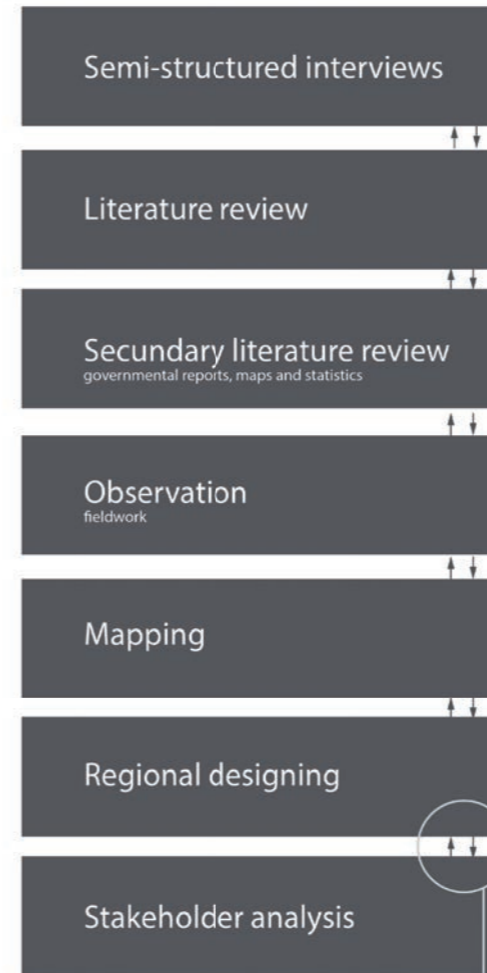 Semi-structured interviews
Literature review
Secundary literature review
governmental reports, maps and statistics
Observation
fieldwork
Mapping
Regional designing
Stakeholder analysis